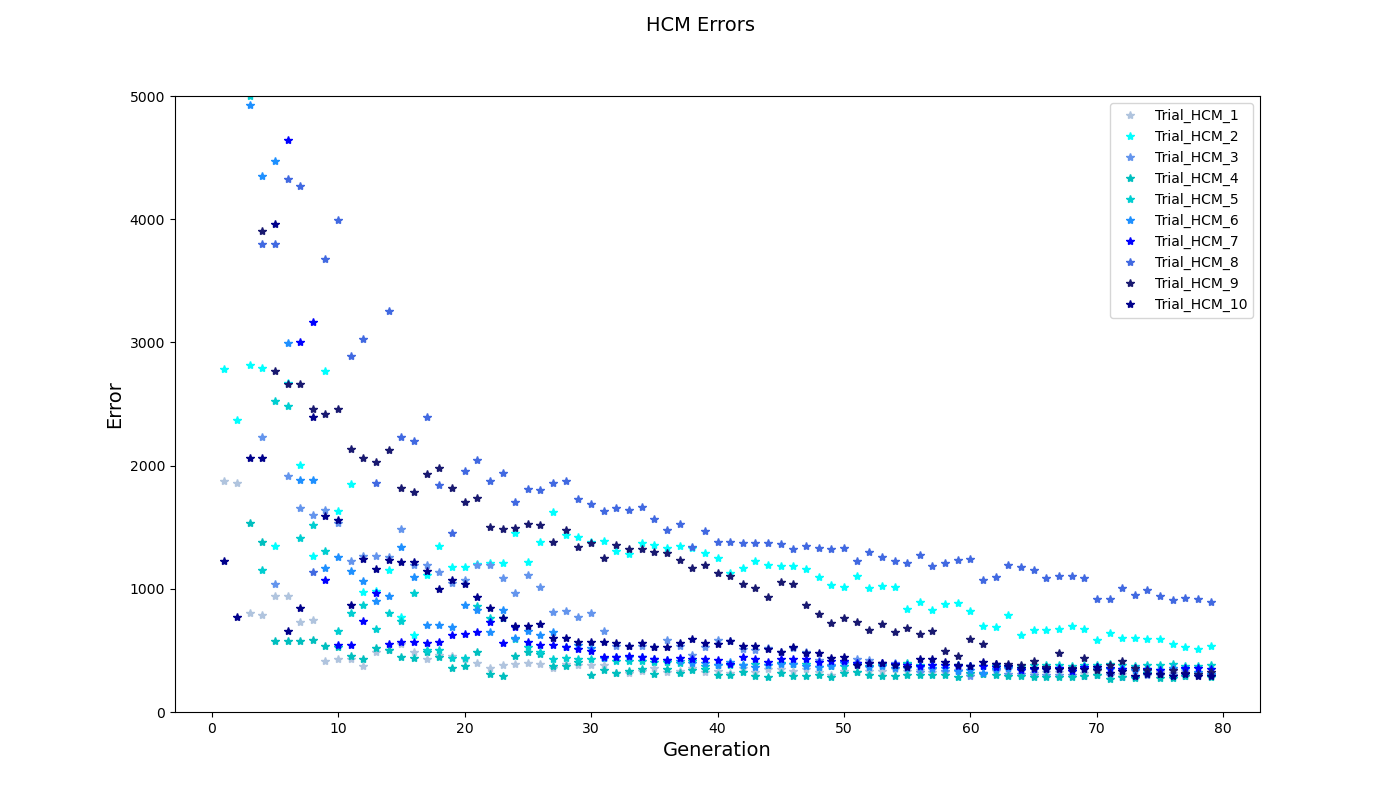 HCM Errors
5000
4000
3000
2000
1000
0
Error
0 10 20 30 40 50 60 70 80
Generation
Trial_HCM_1
Trial_HCM_2
Trial_HCM_3
Trial_HCM_4
Trial_HCM_5
Trial_HCM_6
Trial_HCM_7
Trial_HCM_8
Trial_HCM_9
Trial_HCM_10